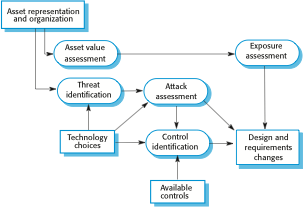 Asset representation
and organization
Asset value
assessment
Exposure
assessment
Threat
identification
Attack
assessment
Technology
choices
Control
identification
Design and
requirements
changes
Available
controls